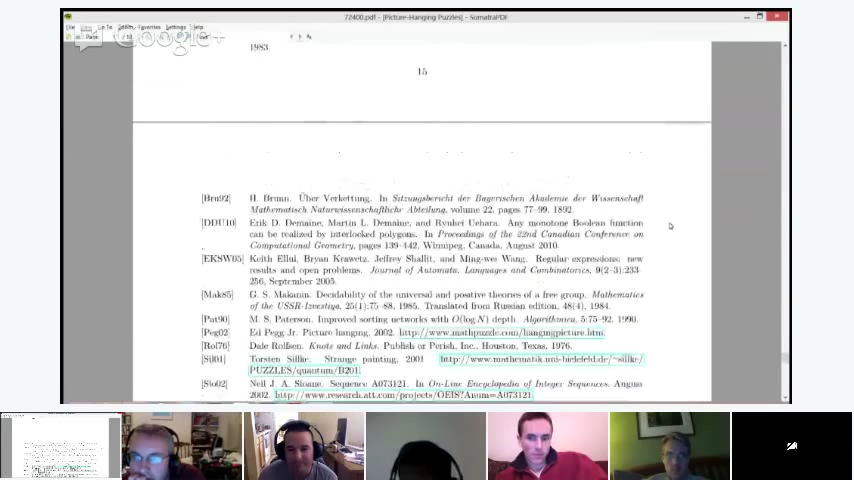 72400.pdf - [Picture-Hanging Puzzles] - SumatraPDF
File View Go To Zoom Favorites Settings Help
Google+
Page:
1983.
15
[Bru92] H. Brunn. Über Verkettung. In Sitzungsbericht der Bayerischen Akademie der Wissenschaft
Mathematisch Naturwissenschaftliche Abteilung, volume 22, pages 77–99, 1892.
[DDU10] Erik D. Demaine, Martin L. Demaine, and Ryuhei Uehara. Any monotone Boolean function
can be realized by interlocked polygons. In Proceedings of the 22nd Canadian Conference on
Computational Geometry, pages 139–142, Winnipeg, Canada, August 2010.
[EKSW05] Keith Ellul, Bryan Krawetz, Jeffrey Shallit, and Ming-wei Wang. Regular expressions: new
results and open problems. Journal of Automata, Languages and Combinatorics, 9(2–3):233–
256, September 2005.
[Mak85] G. S. Makanin. Decidability of the universal and positive theories of a free group. Mathematics
of the USSR-Izvestiya, 25(1):75–88, 1985. Translated from Russian edition, 48(4), 1984.
[Pat90] M. S. Paterson. Improved sorting networks with O(log N) depth. Algorithmica, 5:75–92, 1990.
[Peg02] Ed Pegg Jr. Picture hanging, 2002. http://www.mathpuzzle.com/hangingpicture.htm.
[Rol76] Dale Rolfsen. Knots and Links. Publish or Perish, Inc., Houston, Texas, 1976.
[Sil01] Torsten Sillke. Strange painting, 2001 http://www.mathematik.uni-bielefeld.de/~sillke/
PUZZLES/quantum/B201
[Slo02] Neil J. A. Sloane. Sequence A073121. In On-Line Encyclopedia of Integer Sequences. August
2002. http://www.research.att.com/projects/OEIS?Anum=A073121